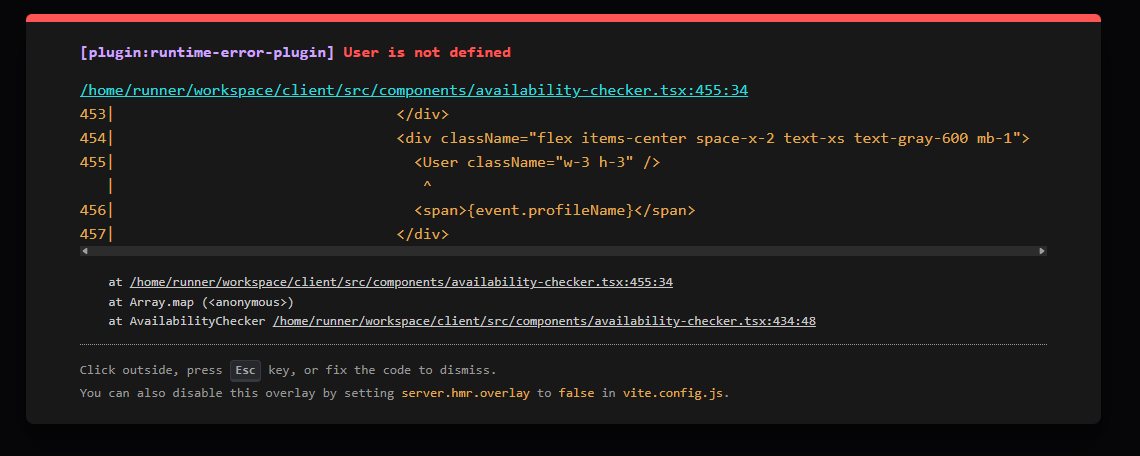 [plugin:runtime-error-plugin] User is not defined
/home/runner/workspace/client/src/components/availability-checker.tsx:455:34
453|                                </div>
454|                                <div className="flex items-center space-x-2 text-xs text-gray-600 mb-1">
455|                                  <User className="w-3 h-3" />
   |                                   ^
456|                                  <span>{event.profileName}</span>
457|                                </div>
at /home/runner/workspace/client/src/components/availability-checker.tsx:455:34
at Array.map (<anonymous>)
at AvailabilityChecker /home/runner/workspace/client/src/components/availability-checker.tsx:434:48
Click outside, press Esc key, or fix the code to dismiss.
You can also disable this overlay by setting server.hmr.overlay to false in vite.config.js.